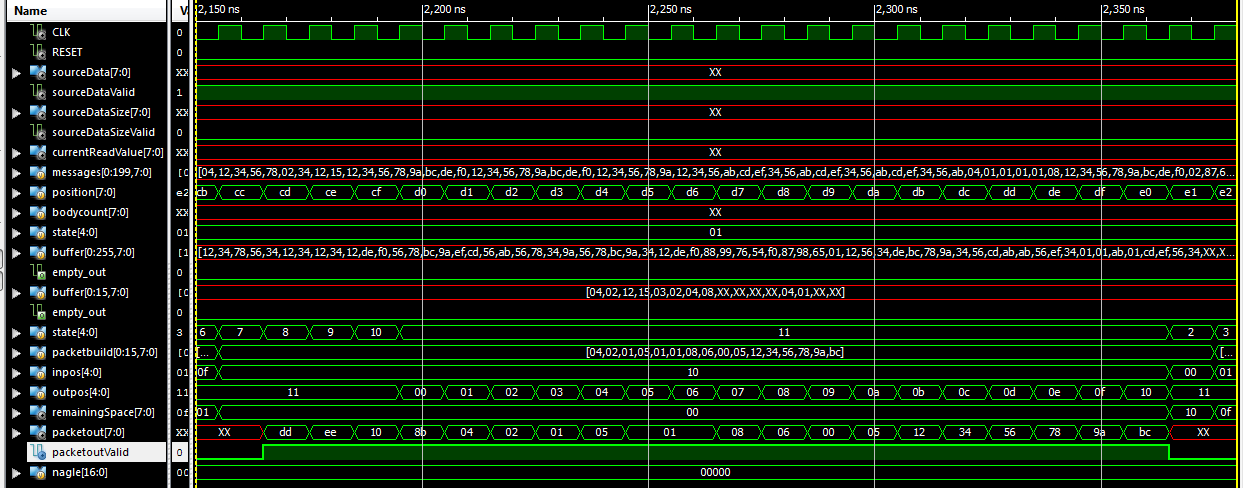 Name V. 2,150 ns 2,200 ns 2,250 ns 2,300 ns 2,350 ns
CLK 0
RESET 0
sourceData[7:0] XX XX
sourceDataValid 1
sourceDataSize[7:0] XX XX
sourceDataSizeValid 0
currentReadValue[7:0] XX XX
messages[0:199,7:0] [0 [04,12,34,56,78,02,34,12,15,12,34,56,78,9a,bc,de,f0,12,34,56,78,9a,bc,de,f0,12,34,56,78,9a,12,34,56,ab,cd,ef,34,56,ab,cd,ef,34,56,ab,cd,ef,34,56,ab,04,01,01,01,01,08,12,34,56,78,9a,bc,de,f0,02,87,6...
position[7:0] e2 cb cc cd ce cf d0 d1 d2 d3 d4 d5 d6 d7 d8 d9 da db dc dd de df e0 e1 e2
bodycount[7:0] XX XX
state[4:0] 01 01
buffer[0:255,7:0] [1 [12,34,78,56,34,12,34,12,34,12,de,f0,56,78,bc,9a,ef,cd,56,ab,56,78,34,9a,56,78,bc,9a,34,12,de,f0,88,99,76,54,f0,87,98,65,01,12,56,34,de,bc,78,9a,34,56,cd,ab,ab,56,ef,34,01,01,ab,01,cd,ef,56,34,XX,X...
empty_out 0
buffer[0:15,7:0] [0 [04,02,12,15,03,02,04,08,XX,XX,XX,XX,04,01,XX,XX]
empty_out 0
state[4:0] 3 6 7 8 9 10 11 2 3
packetbuild[0:15,7:0] [0 [... [04,02,01,05,01,01,08,06,00,05,12,34,56,78,9a,bc] [...
inpos[4:0] 01 0f 10 00 01
outpos[4:0] 11 11 00 01 02 03 04 05 06 07 08 09 0a 0b 0c 0d 0e 0f 10 11
remainingSpace[7:0] 0f 01 00 10 0f
packetout[7:0] XX XX dd ee 10 8b 04 02 01 05 01 08 06 00 05 12 34 56 78 9a bc XX
packetoutValid 0
nagle[16:0] 00 00000